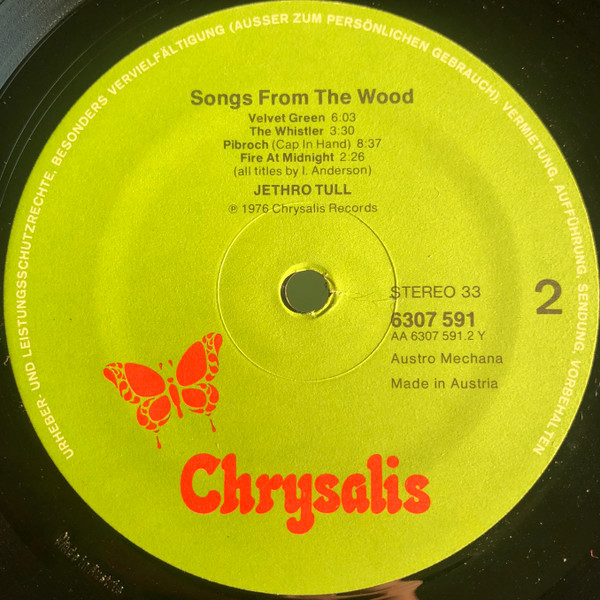 URHEBER- UND LEISTUNGSSCHUTZRECHTE, BESONDERS VERVIELFÄLTIGUNG (AUSSER ZUM PERSÖNLICHEN GEBRAUCH), VERMIETUNG, AUFFÜHRUNG, SENDUNG, VORBEHALTEN
Songs From The Wood
Velvet Green 6:03
The Whistler 3:30
Pibroch (Cap In Hand) 8:37
Fire At Midnight 2:26
(all titles by I. Anderson)
JETHRO TULL
℗ 1976 Chrysalis Records
STEREO 33
2
6307 591
AA 6307 591.2 Y
Austro Mechana
Made in Austria
Chrysalis